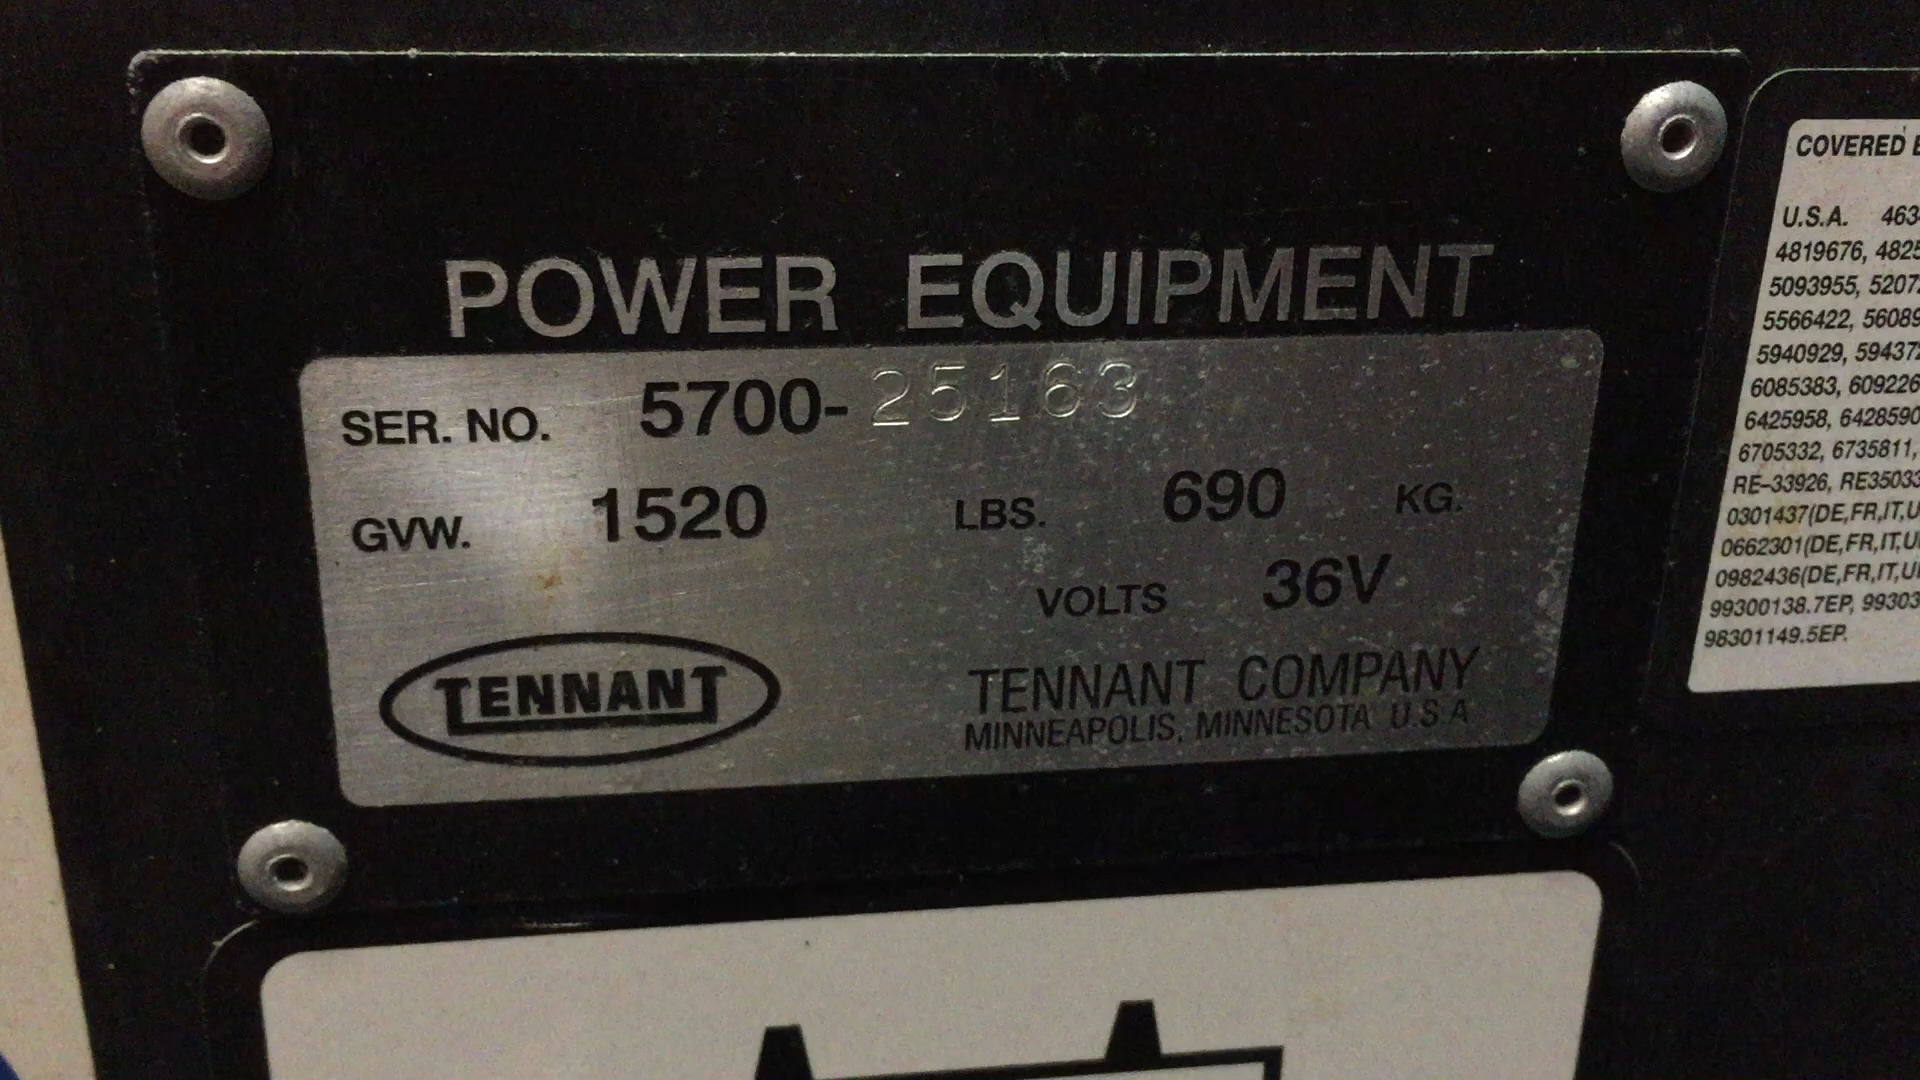 POWER EQUIPMENT
SER. NO. 5700-25163
GVW. 1520 LBS. 690 KG.
VOLTS 36V
TENNANT
TENNANT COMPANY
MINNEAPOLIS, MINNESOTA U.S.A
COVERED
U.S.A. 463
4819676, 4825
5093955, 5207
5566422, 56089
5940929, 59437
6085383, 609226
6425958, 6428590
6705332, 6735811,
RE-33926, RE35033
0301437(DE,FR,IT,U
0662301(DE,FR,IT,U
0982436(DE,FR,IT,U
99300138.7EP, 99303
98301149.5EP.